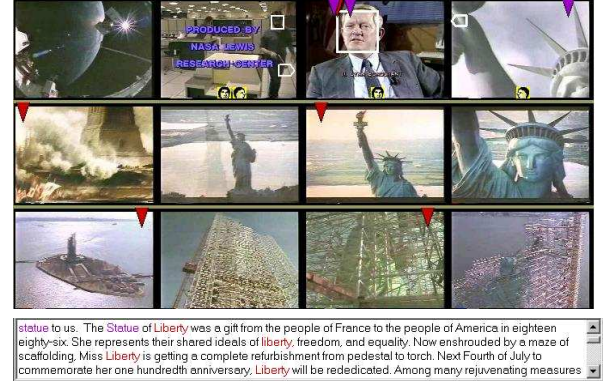 PRODUCED BY
NASA LEWIS
RESEARCH CENTER
statue to us. The Statue of Liberty was a gift from the people of France to the people of America in eighteen
eighty-six. She represents their shared ideals of liberty, freedom, and equality. Now enshrouded by a maze of
scaffolding, Miss Liberty is getting a complete refurbishment from pedestal to torch. Next Fourth of July to
commemorate her one hundredth anniversary, Liberty will be rededicated. Among many rejuvenating measures